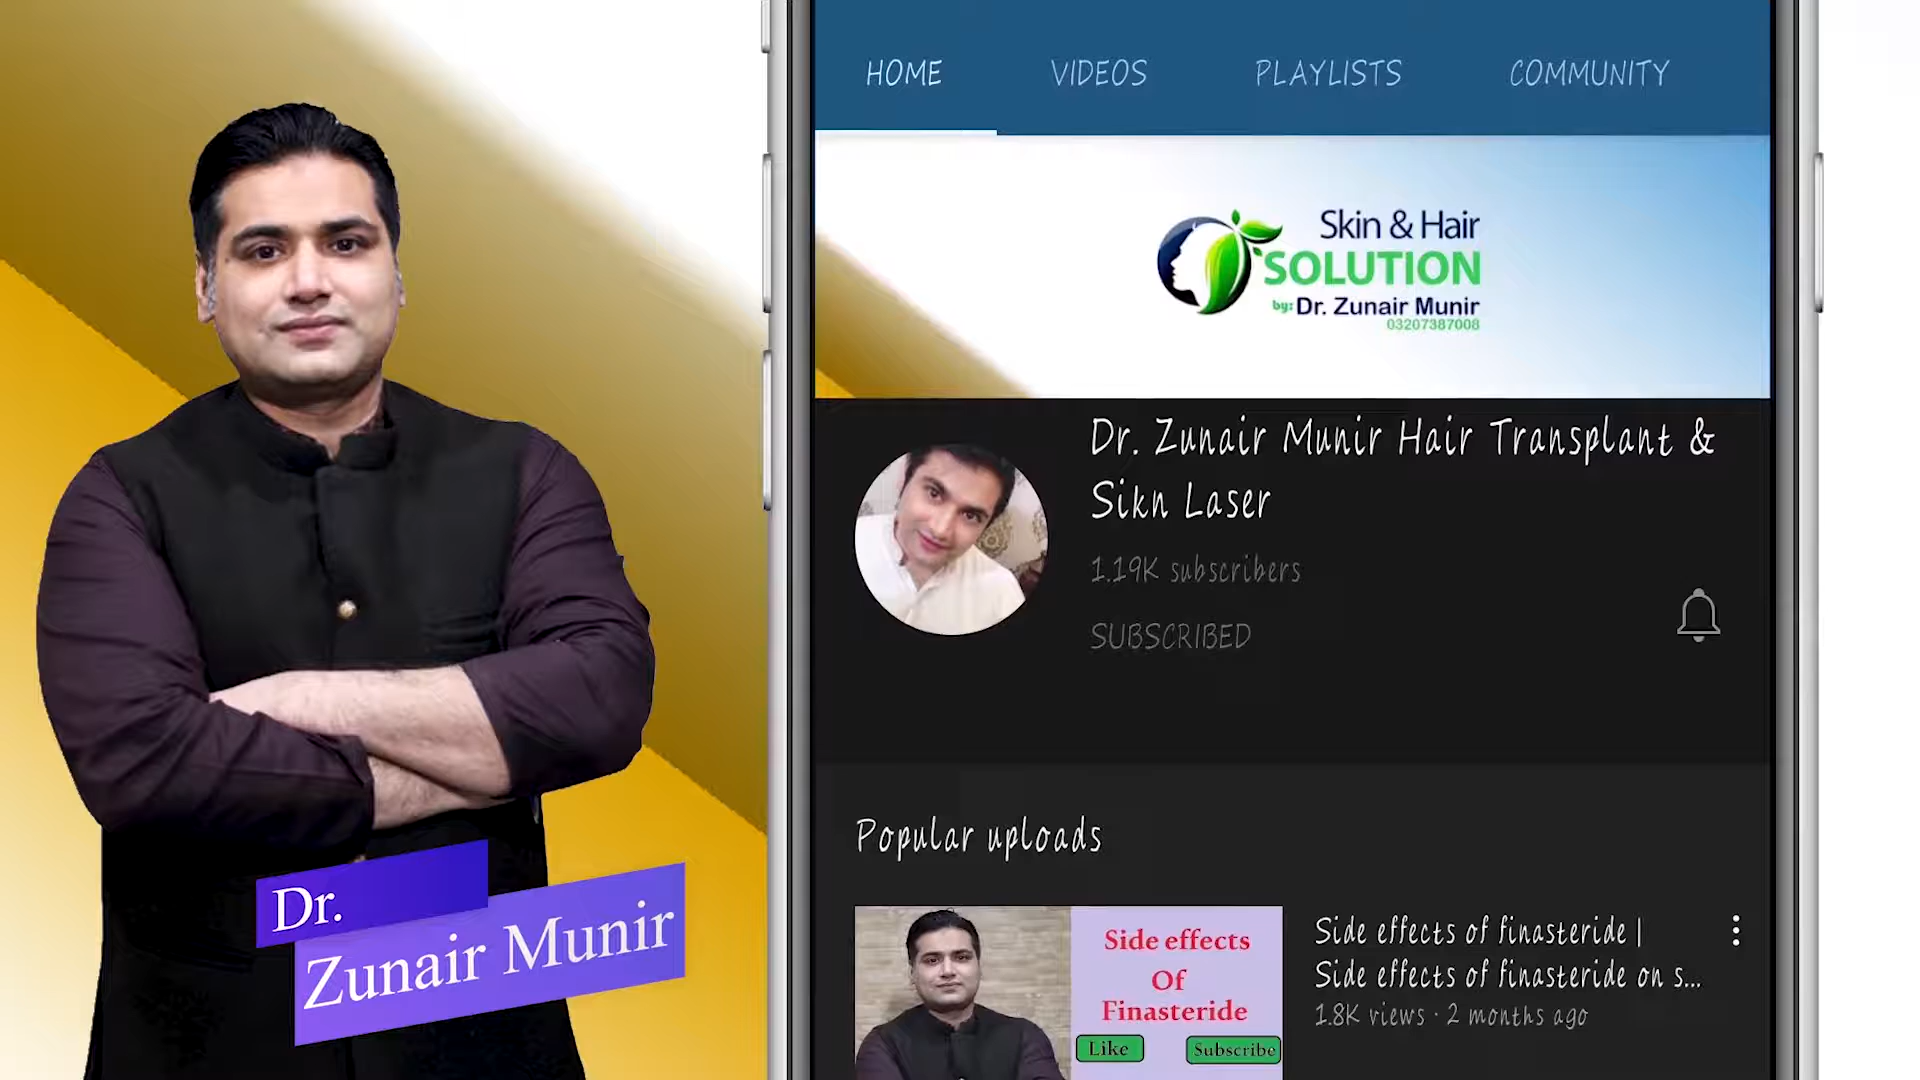 Dr.
Zunair Munir
HOME VIDEOS PLAYLISTS COMMUNITY
Skin & Hair
SOLUTION
by: Dr. Zunair Munir
03207387008
Dr. Zunair Munir Hair Transplant &
Sikn Laser
1.19K subscribers
SUBSCRIBED
Popular uploads
Side effects
Of
Finasteride
Like Subscribe
Side effects of finasteride |
Side effects of finasteride on s...
1.8K views · 2 months ago